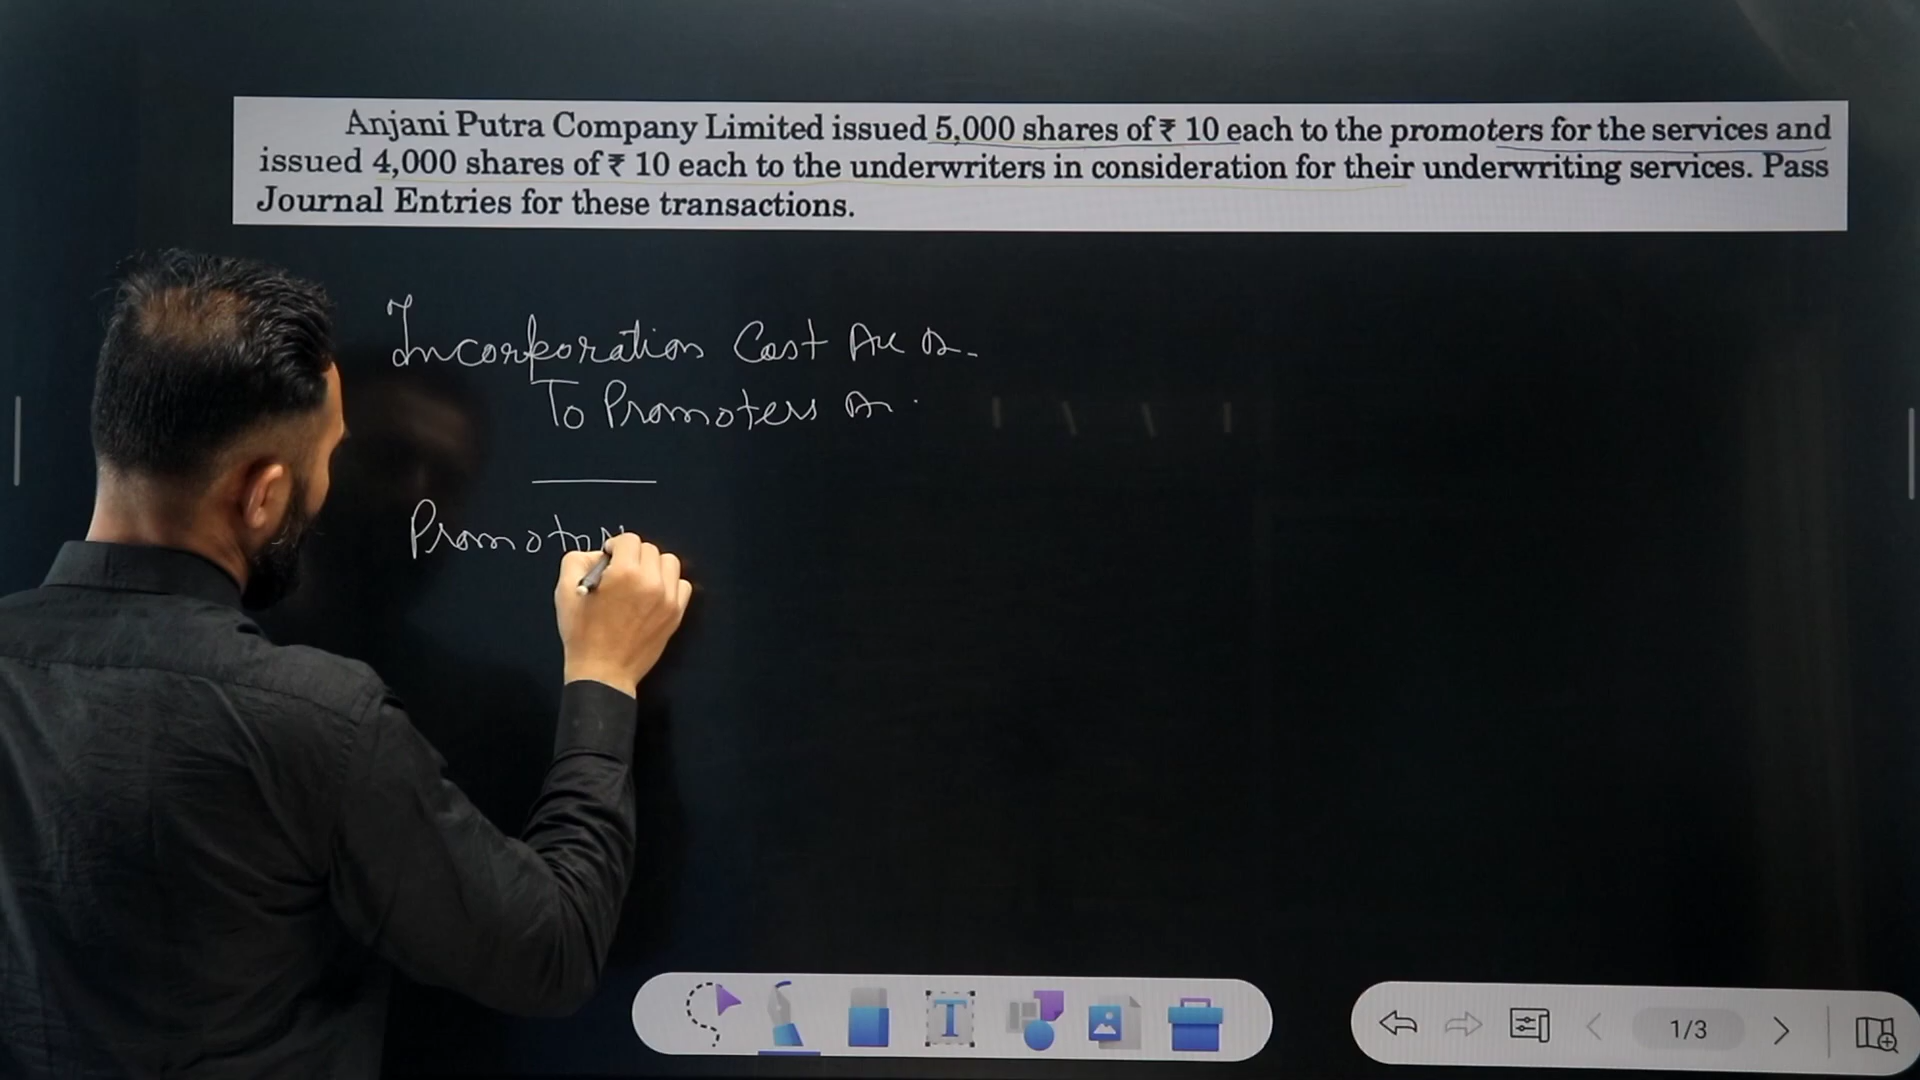 Anjani Putra Company Limited issued 5,000 shares of ₹ 10 each to the promoters for the services and
issued 4,000 shares of ₹ 10 each to the underwriters in consideration for their underwriting services. Pass
Journal Entries for these transactions.
Incorporation Cost A/c Dr.
To Promoters
Promoter
T
1/3